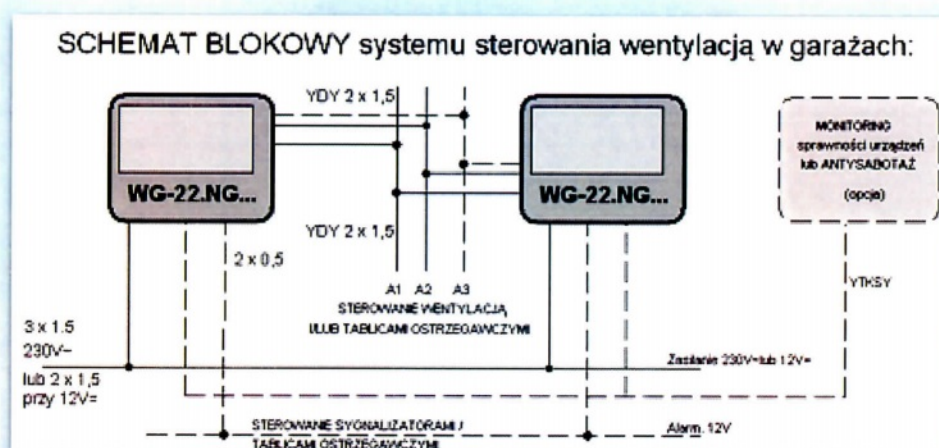 SCHEMAT BLOKOWY systemu sterowania wentylacją w garażach:
YDY 2 x 1,5
WG-22.NG...
WG-22.NG...
MONITORING
sprawności urządzeń
lub ANTYSABOTAŻ
(opcja)
YDY 2 x 1,5
2 x 0,5
A1 A2 A3
STEROWANIE WENTYLACJĄ
I/LUB TABLICAMI OSTRZEGAWCZYMI
YTKSY
3 x 1.5
230V~
lub 2 x 1,5
przy 12V=
Zasilanie 230V~lub 12V=
STEROWANIE SYGNALIZATORAMI /
TABLICAMI OSTRZEGAWCZYMI
Alarm. 12V